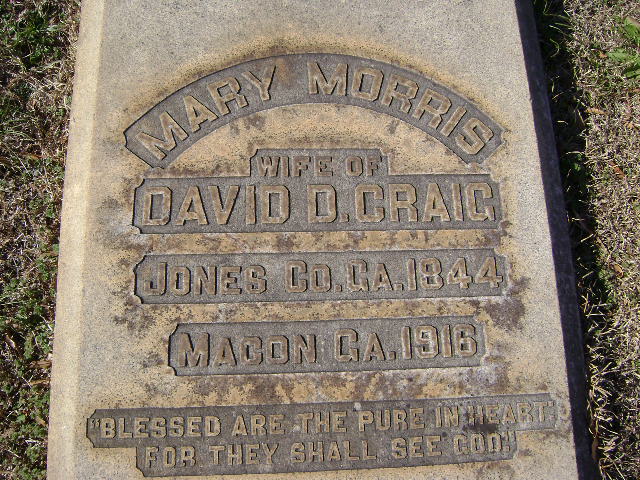 MARY MORRIS
WIFE OF
DAVID D. CRAIG
JONES CO. GA. 1844
MACON GA. 1916
"BLESSED ARE THE PURE IN HEART:
FOR THEY SHALL SEE GOD."